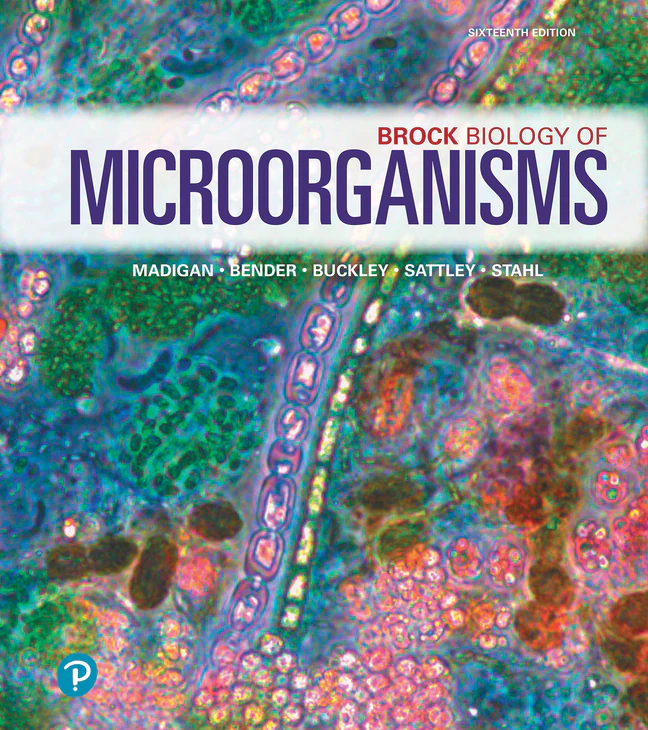 SIXTEENTH EDITION
BROCK BIOLOGY OF
MICROORGANISMS
MADIGAN • BENDER • BUCKLEY • SATTLEY • STAHL
P